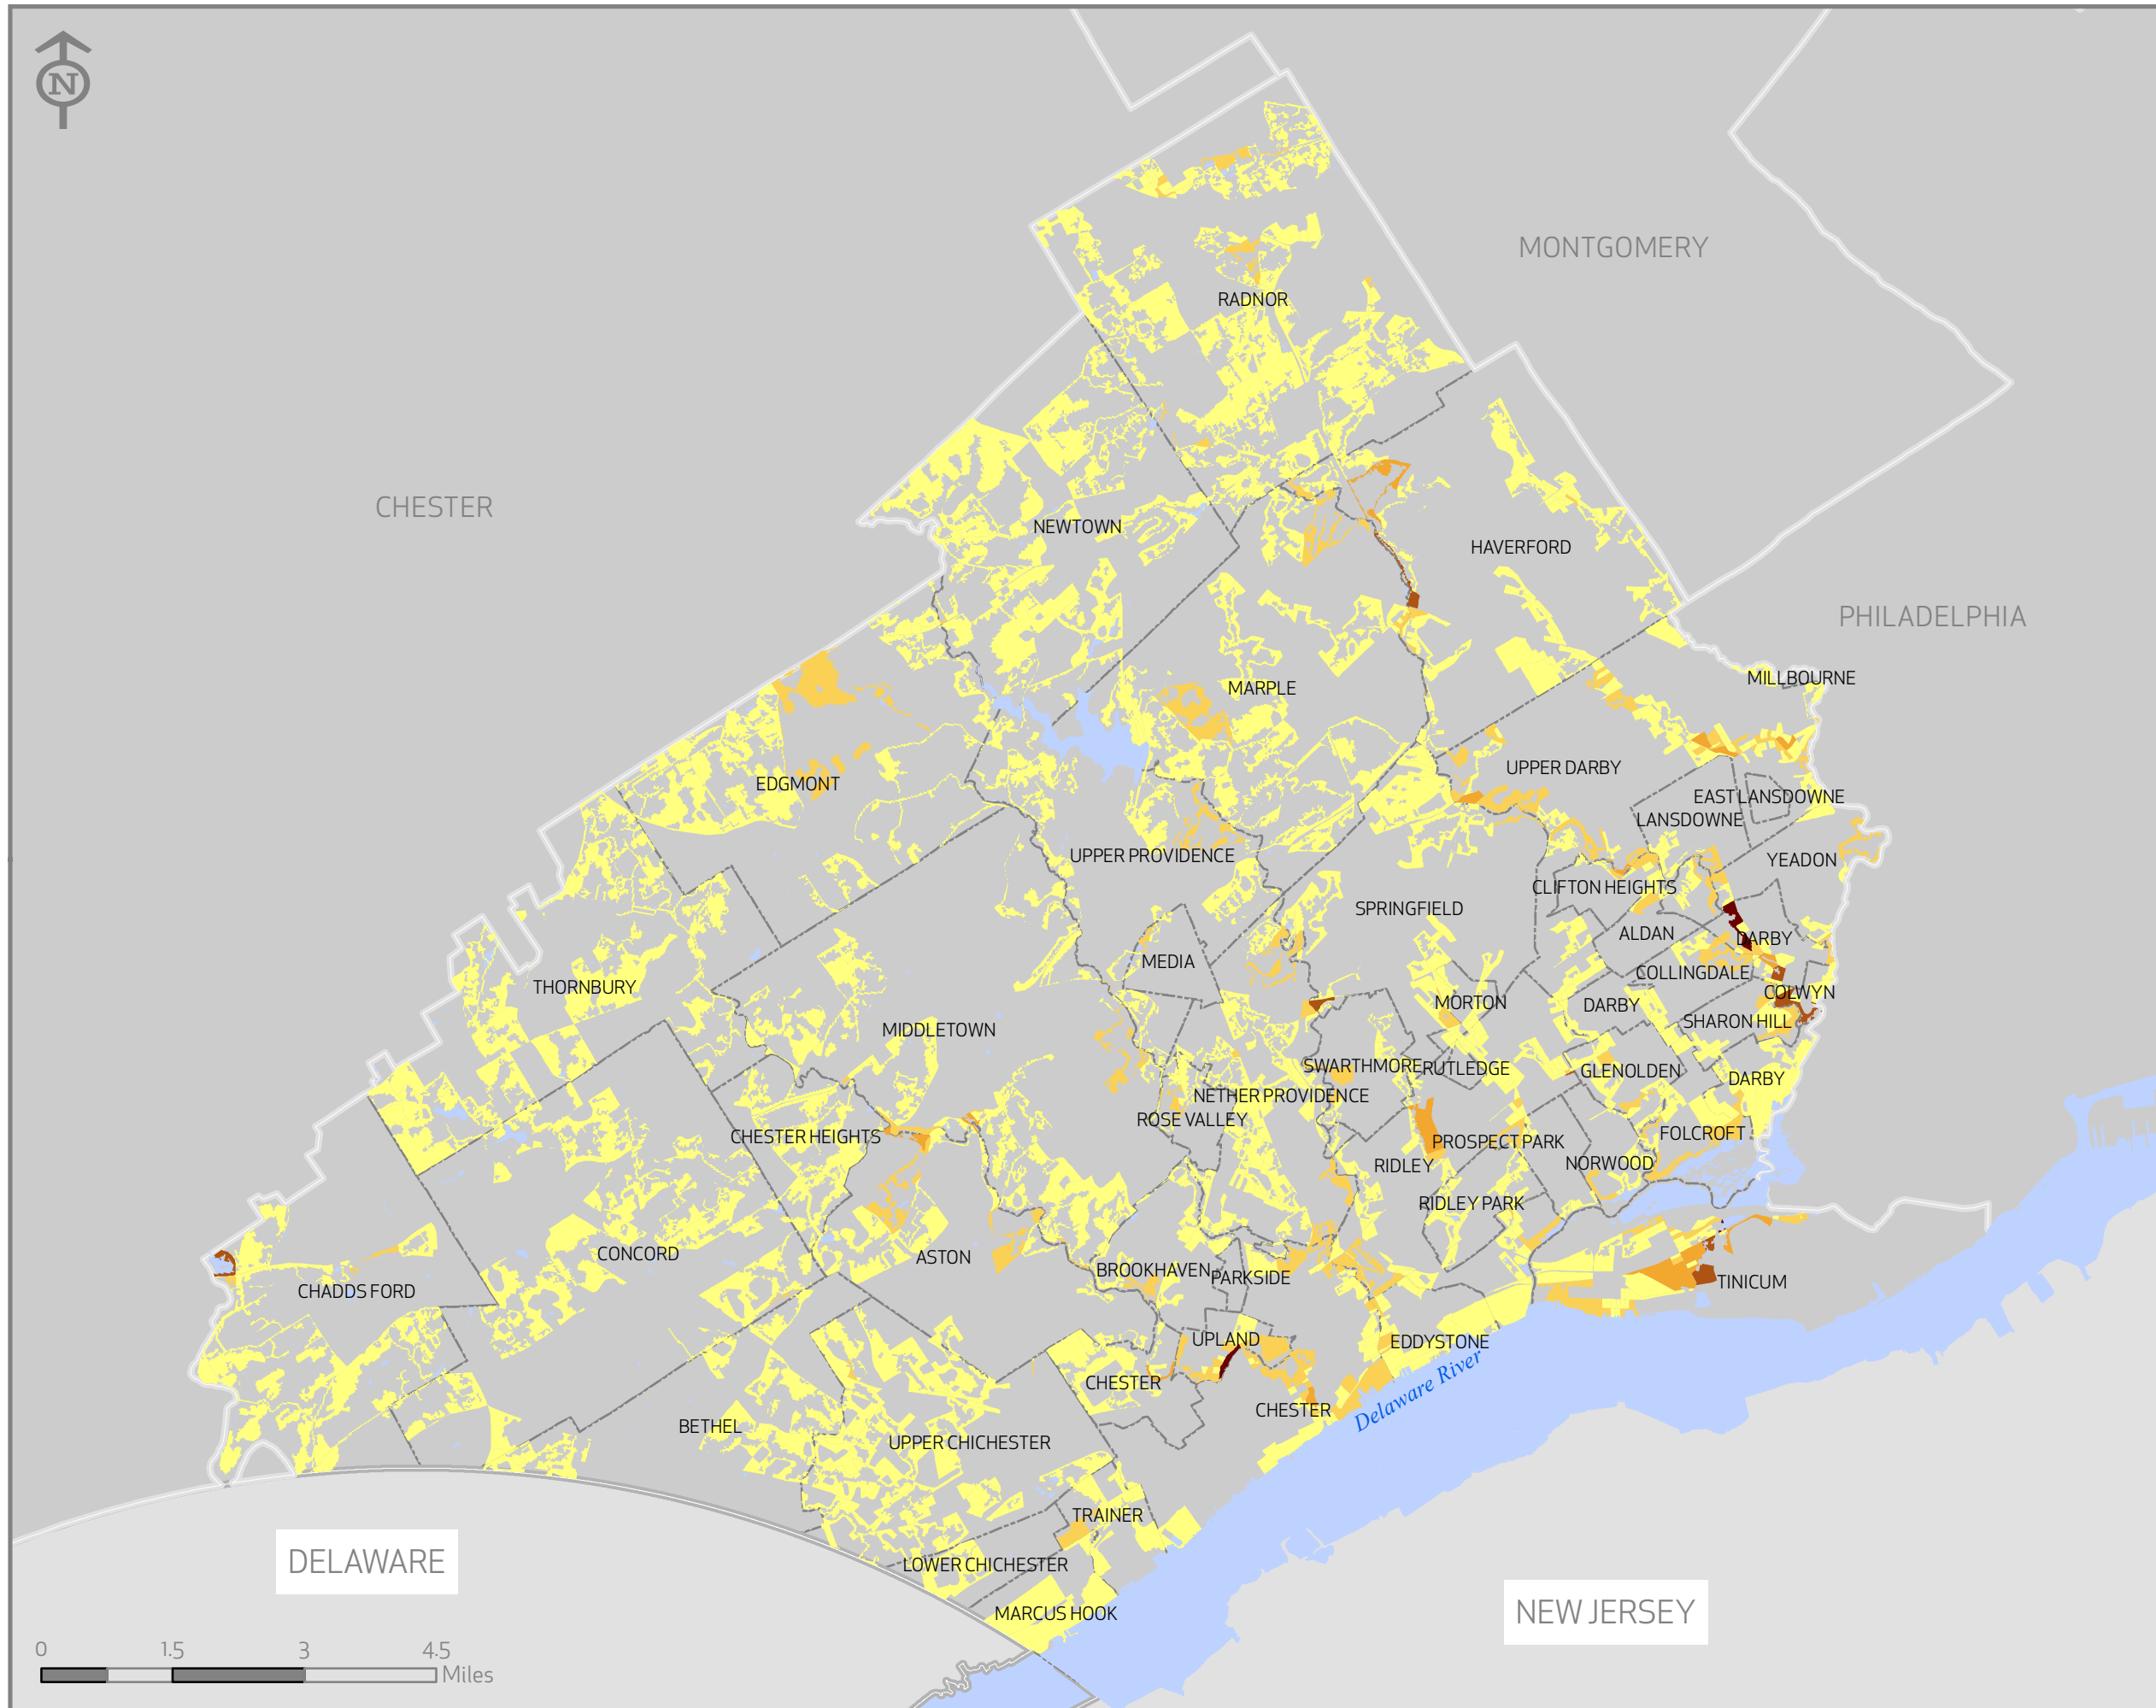 N
MONTGOMERY
RADNOR
CHESTER
NEWTOWN
HAVERFORD
PHILADELPHIA
MILLBOURNE
MARPLE
UPPER DARBY
EDGMONT
EAST LANSDOWNE
LANSDOWNE
UPPER PROVIDENCE
YEADON
CLIFTON HEIGHTS
SPRINGFIELD
ALDAN
DARBY
MEDIA
COLLINGDALE
THORNBURY
COLWYN
MORTON
DARBY
SHARON HILL
MIDDLETOWN
SWARTHMORE
RUTLEDGE
GLENOLDEN
DARBY
NETHER PROVIDENCE
ROSE VALLEY
CHESTER HEIGHTS
FOLCROFT
PROSPECT PARK
RIDLEY
NORWOOD
RIDLEY PARK
CONCORD
ASTON
BROOKHAVEN
PARKSIDE
TINICUM
CHADDS FORD
UPLAND
EDDYSTONE
Delaware River
CHESTER
CHESTER
BETHEL
UPPER CHICHESTER
TRAINER
DELAWARE
LOWER CHICHESTER
MARCUS HOOK
NEW JERSEY
0 1.5 3 4.5
Miles